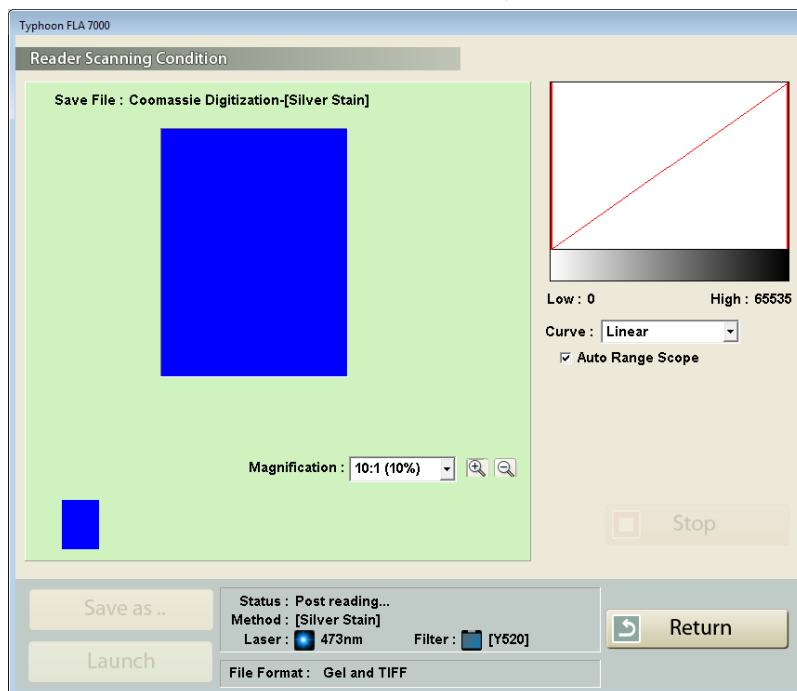 Typhoon FLA 7000
Reader Scanning Condition
Save File : Coomassie Digitization-[Silver Stain]
Low : 0 High : 65535
Curve : Linear
Auto Range Scope
Magnification : 10:1 (10%)
Stop
Save as ..
Launch
Status : Post reading...
Method : [Silver Stain]
Laser : 473nm Filter : [Y520]
File Format : Gel and TIFF
Return